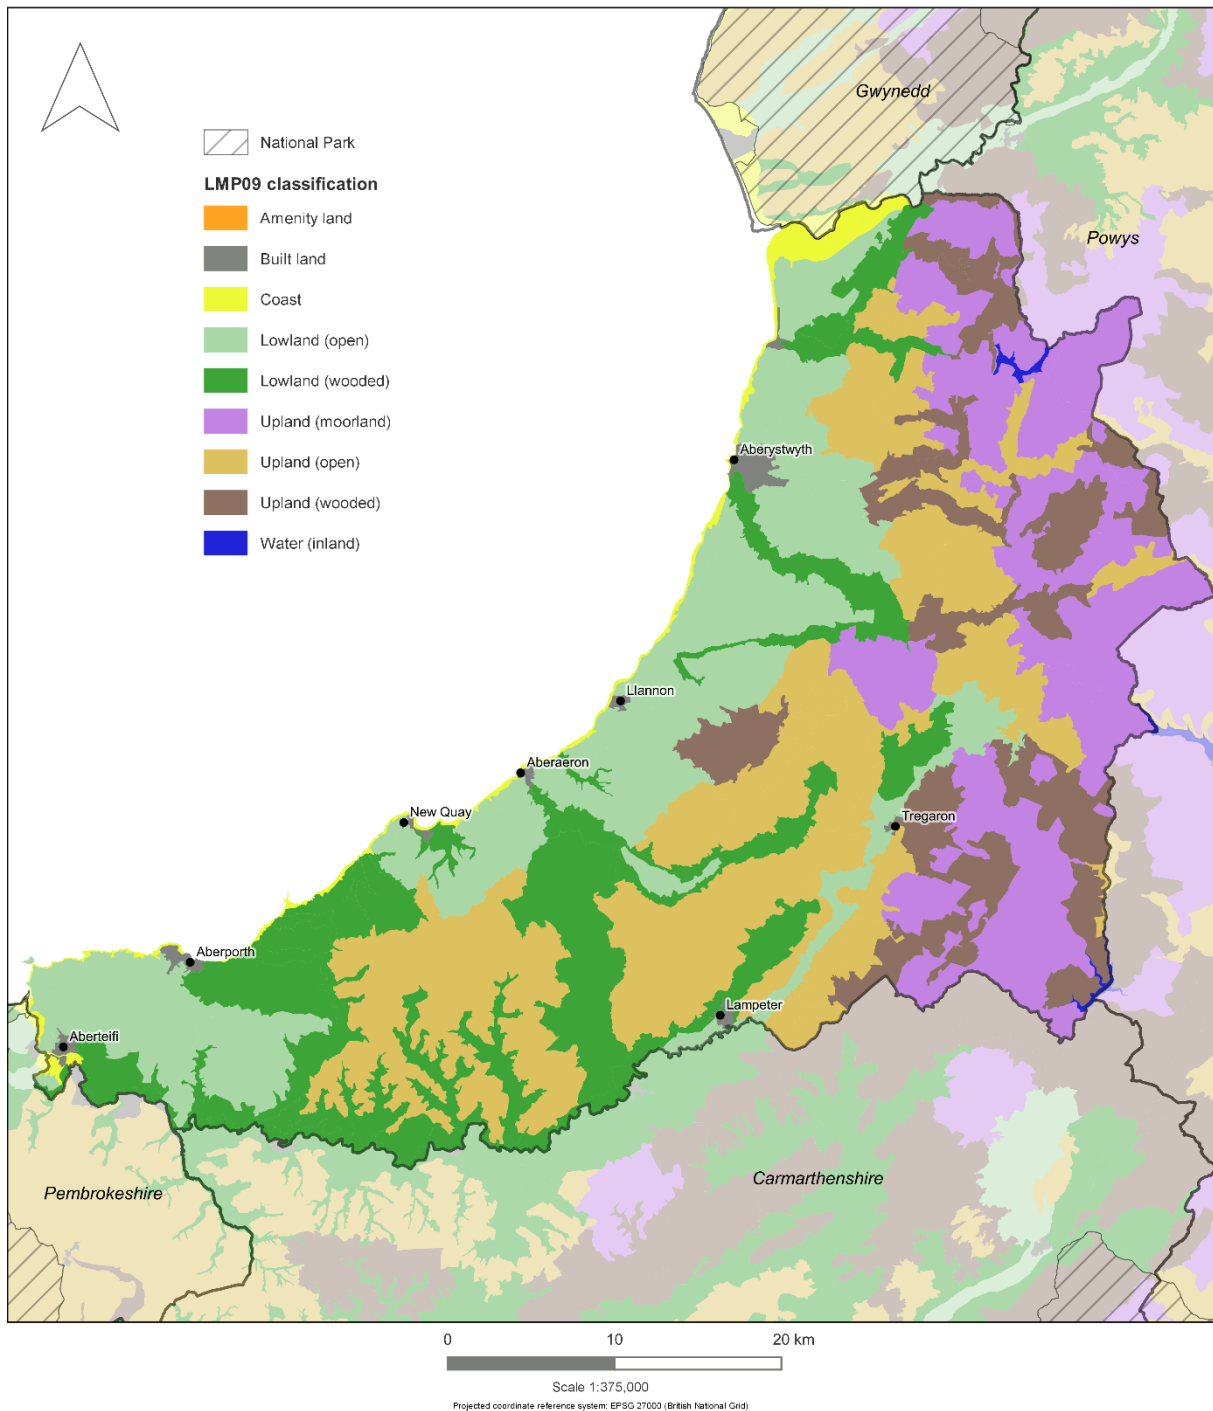 Gwynedd
National Park
LMP09 classification
Amenity land
Powys
Built land
Coast
Lowland (open)
Lowland (wooded)
Upland (moorland)
Aberystwyth
Upland (open)
Upland (wooded)
Water (inland)
Llannon
Aberaeron
New Quay
Tregaron
Aberporth
Lampeter
Aberteifi
Carmarthenshire
Pembrokeshire
0 10 20 km
Scale 1:375,000
Projected coordinate reference system: EPSG 27000 (British National Grid)